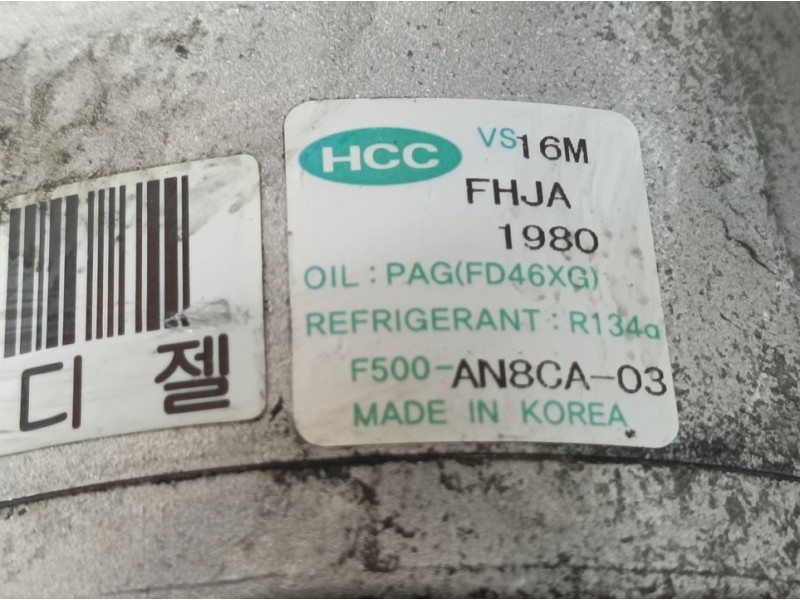 HCC VS16M
FHJA
1980
OIL : PAG(FD46XG)
REFRIGERANT : R134a
F500-AN8CA-03
MADE IN KOREA
디젤